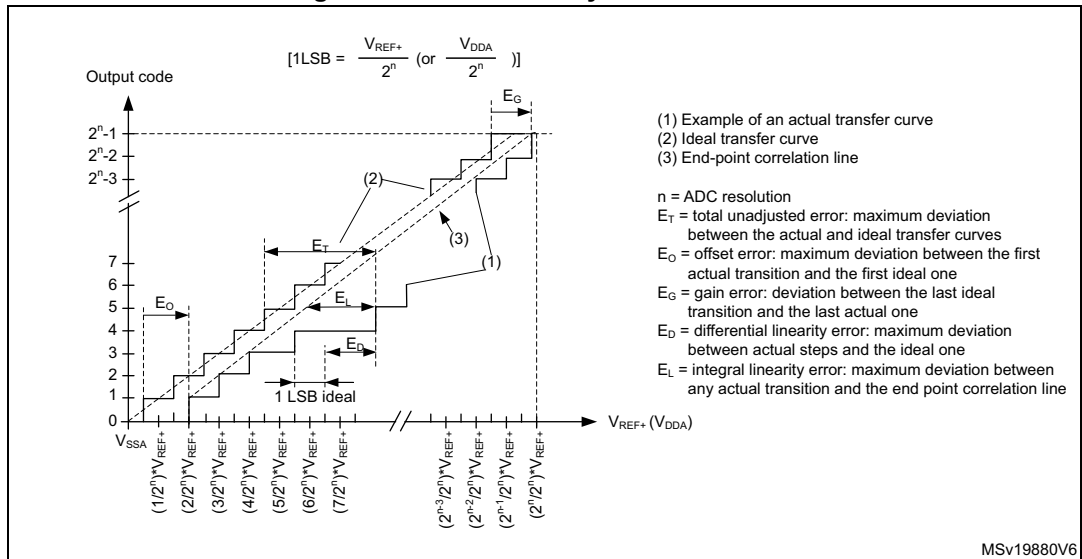 [1LSB = V_REF+ / 2^n (or V_DDA / 2^n )]
Output code
E_G
2^n-1
2^n-2
2^n-3
(2)
(3)
E_T
(1)
7
6
5
4
3
2
1
0
E_O
E_L
E_D
1 LSB ideal
V_SSA
V_REF+ (V_DDA)
(1/2^n)*V_REF+
(2/2^n)*V_REF+
(3/2^n)*V_REF+
(4/2^n)*V_REF+
(5/2^n)*V_REF+
(6/2^n)*V_REF+
(7/2^n)*V_REF+
(2^n-3/2^n)*V_REF+
(2^n-2/2^n)*V_REF+
(2^n-1/2^n)*V_REF+
(2^n/2^n)*V_REF+
(1) Example of an actual transfer curve
(2) Ideal transfer curve
(3) End-point correlation line
n = ADC resolution
E_T = total unadjusted error: maximum deviation
between the actual and ideal transfer curves
E_O = offset error: maximum deviation between the first
actual transition and the first ideal one
E_G = gain error: deviation between the last ideal
transition and the last actual one
E_D = differential linearity error: maximum deviation
between actual steps and the ideal one
E_L = integral linearity error: maximum deviation between
any actual transition and the end point correlation line
MSv19880V6